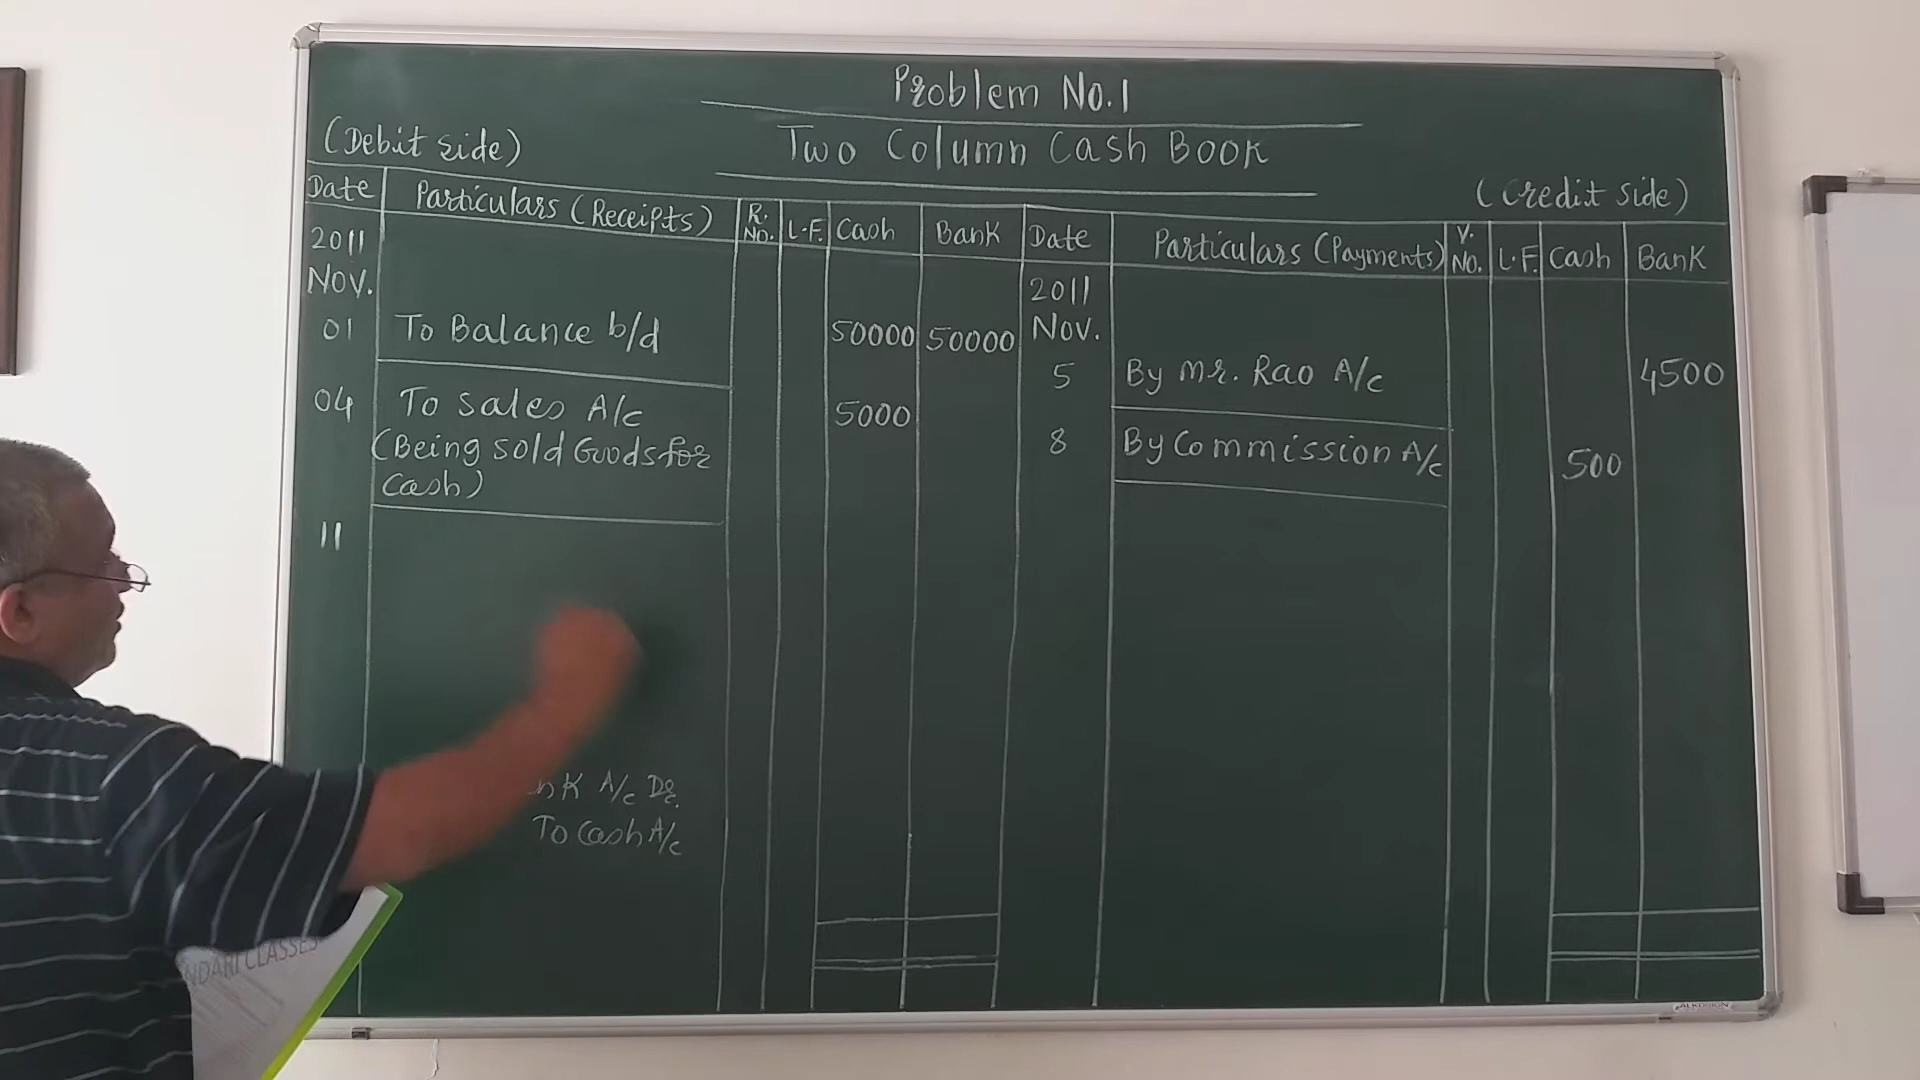 Problem No.1
Two Column Cash Book
(Debit side)
(Credit side)
Date Particulars (Receipts) R. No. L.F. Cash Bank Date Particulars (Payments) V. No. L.F. Cash Bank
2011
Nov.
01 To Balance b/d 50000 50000
04 To Sales A/c 5000
(Being sold Goods for
Cash)
11
2011
Nov.
5 By Mr. Rao A/c 4500
8 By Commission A/c 500
A/c Dr.
To Cash A/c
CLASSES